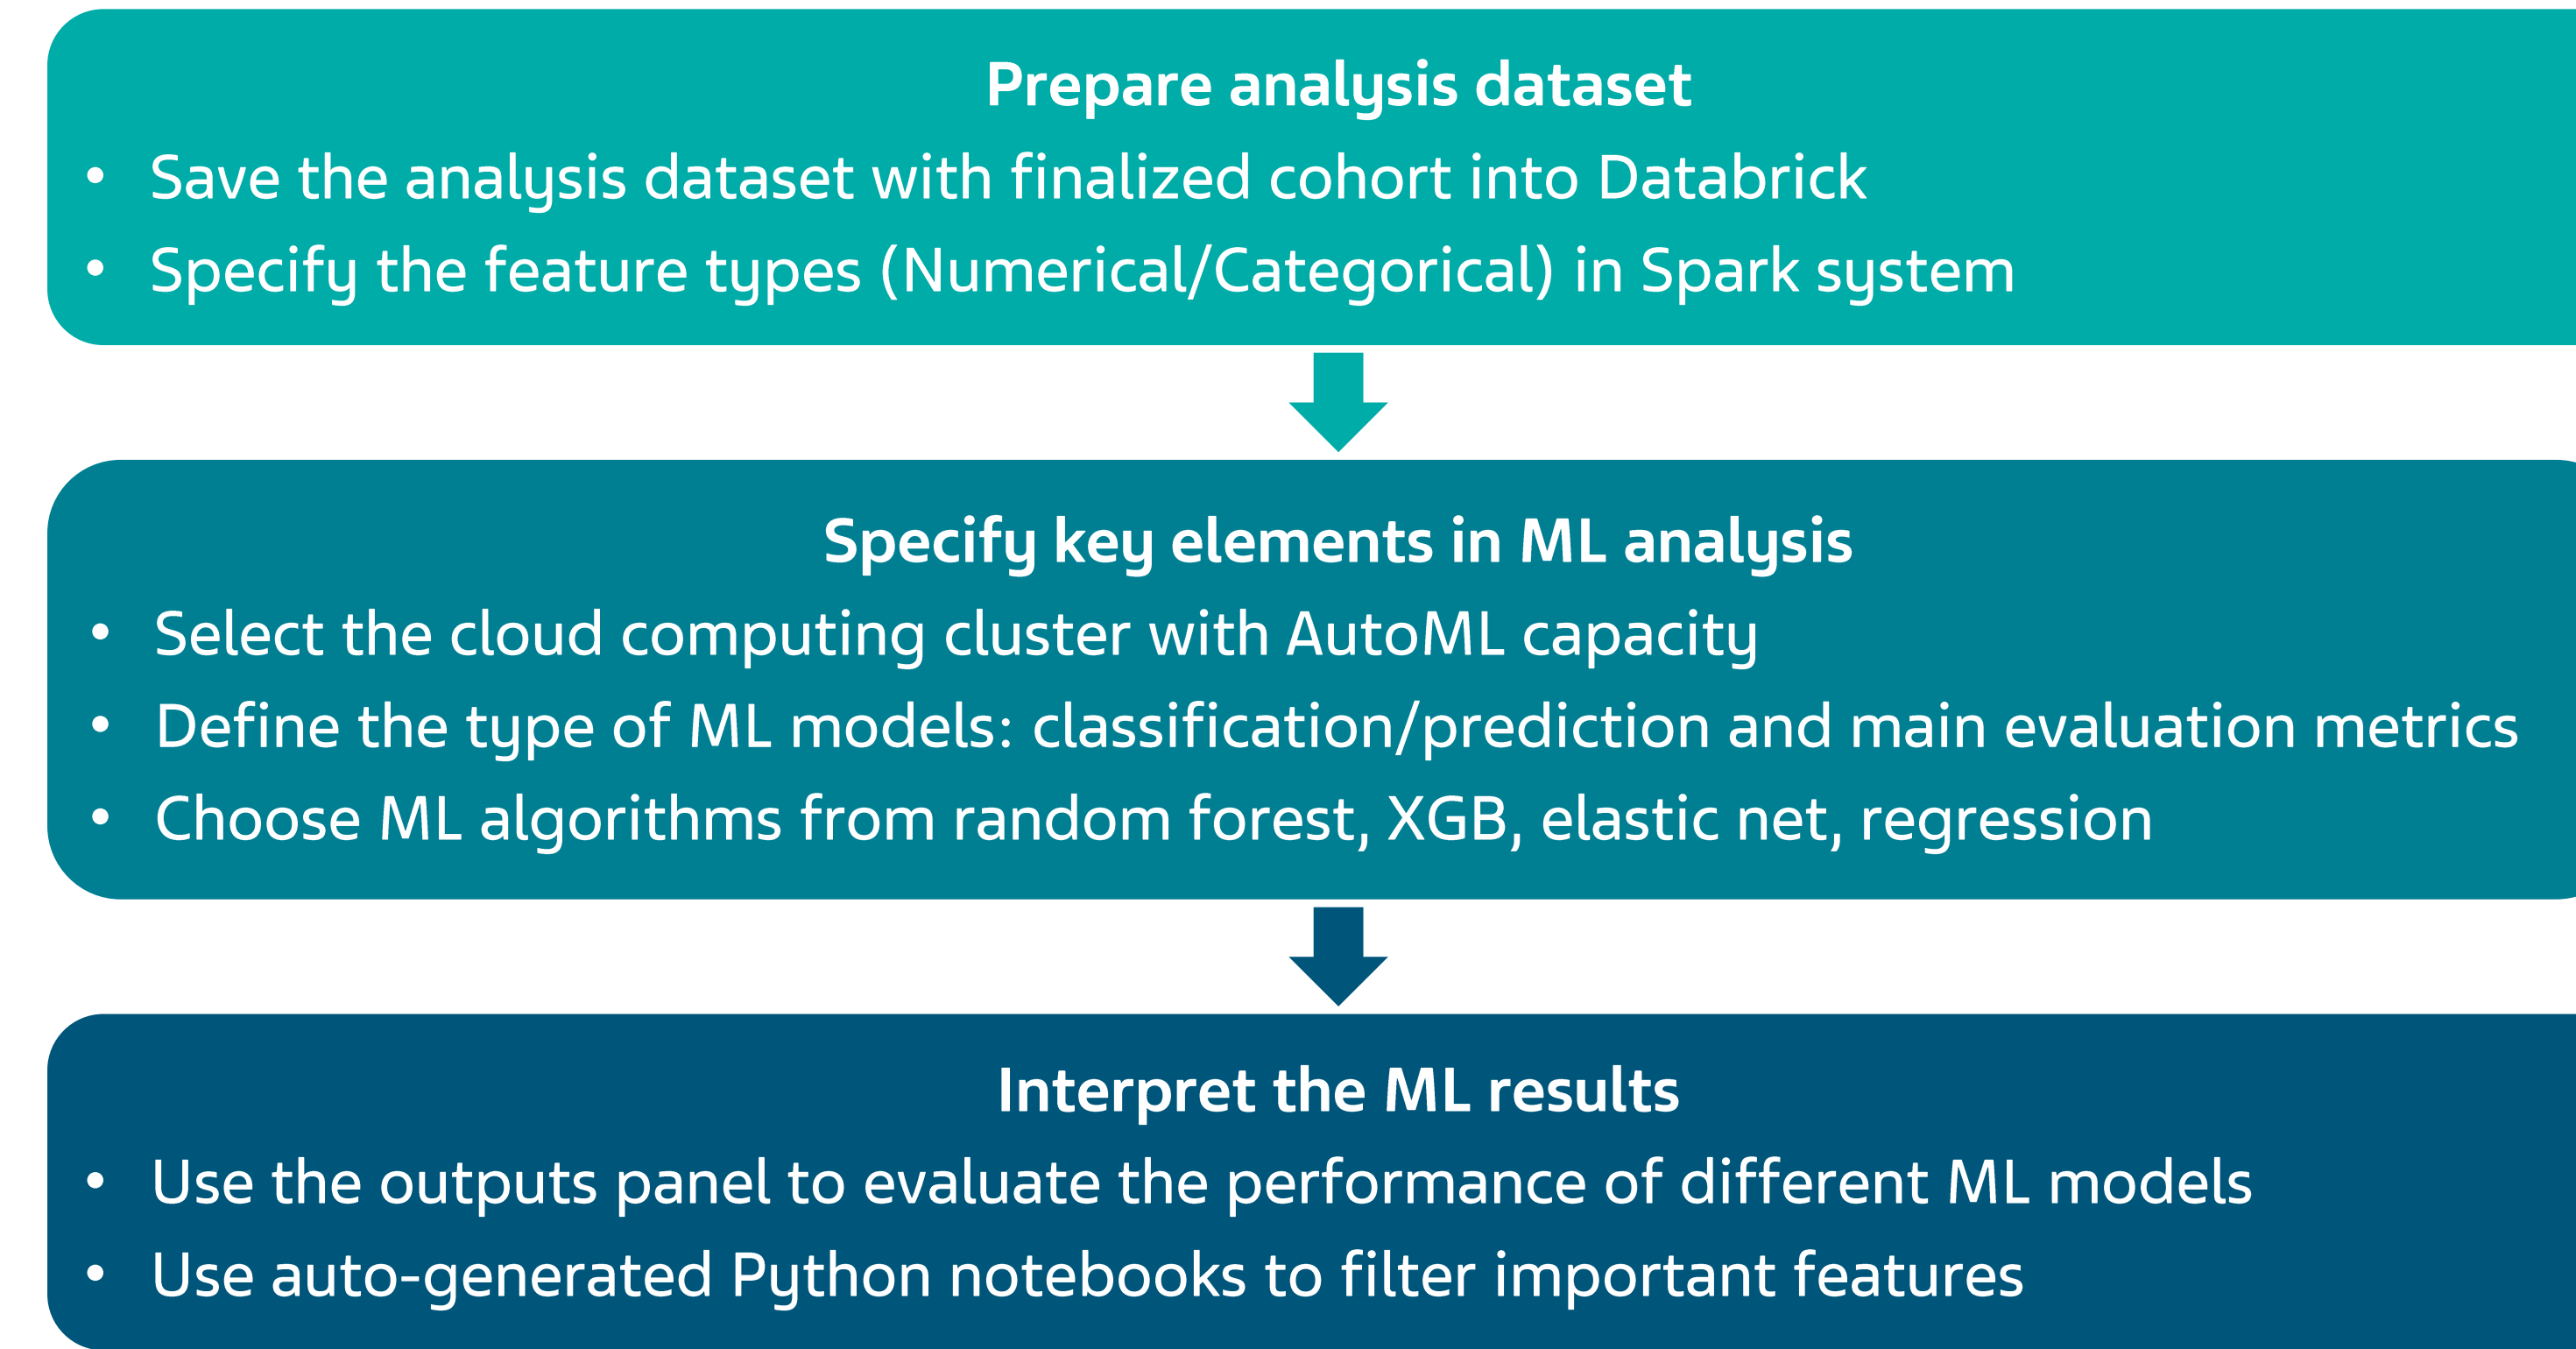 Prepare analysis dataset
• Save the analysis dataset with finalized cohort into Databrick
• Specify the feature types (Numerical/Categorical) in Spark system
Specify key elements in ML analysis
• Select the cloud computing cluster with AutoML capacity
• Define the type of ML models: classification/prediction and main evaluation metrics
• Choose ML algorithms from random forest, XGB, elastic net, regression
Interpret the ML results
• Use the outputs panel to evaluate the performance of different ML models
• Use auto-generated Python notebooks to filter important features